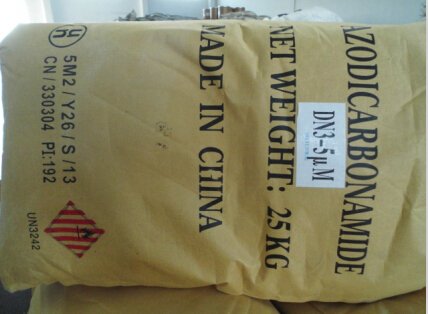 AZODICARBONAMIDE
DN3-5μM
NET WEIGHT: 25KG
MADE IN CHINA
5M2/Y26/S/13
CN/330304 PI:192
UN3242